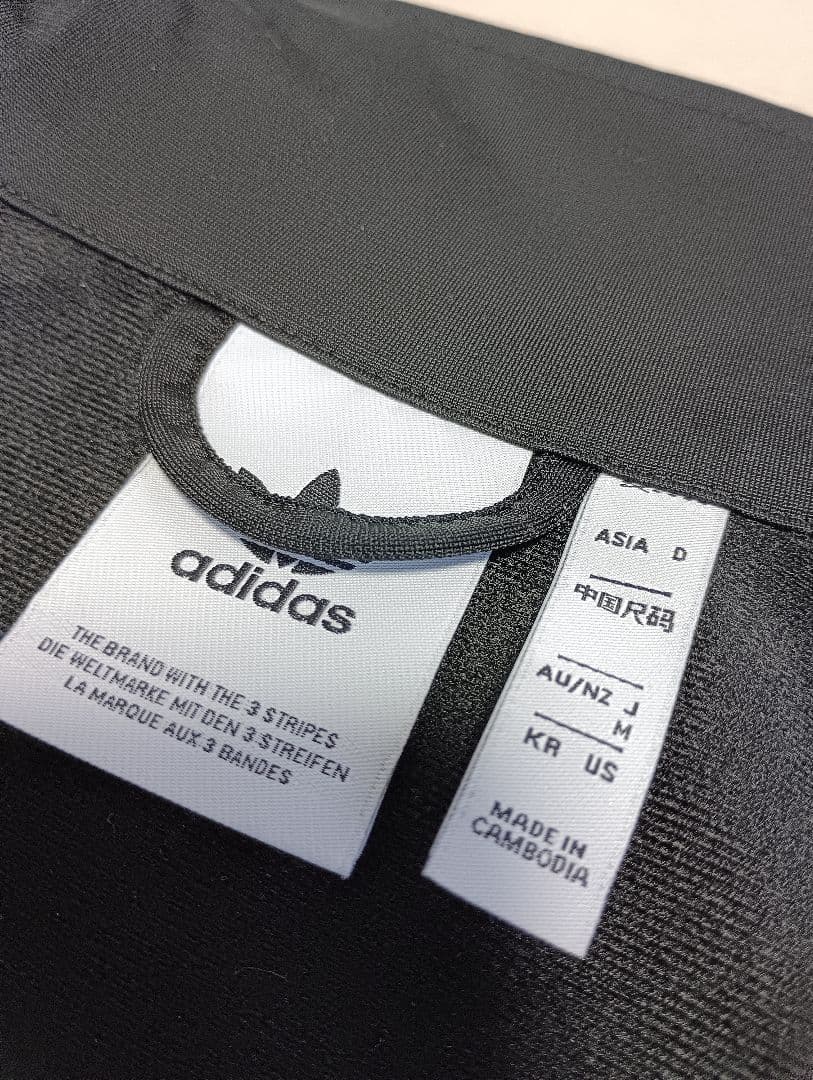 adidas
THE BRAND WITH THE 3 STRIPES
DIE WELTMARKE MIT DEN 3 STREIFEN
LA MARQUE AUX 3 BANDES
ASIA D
中国尺码
AU/NZ J
M
KR US
MADE IN
CAMBODIA